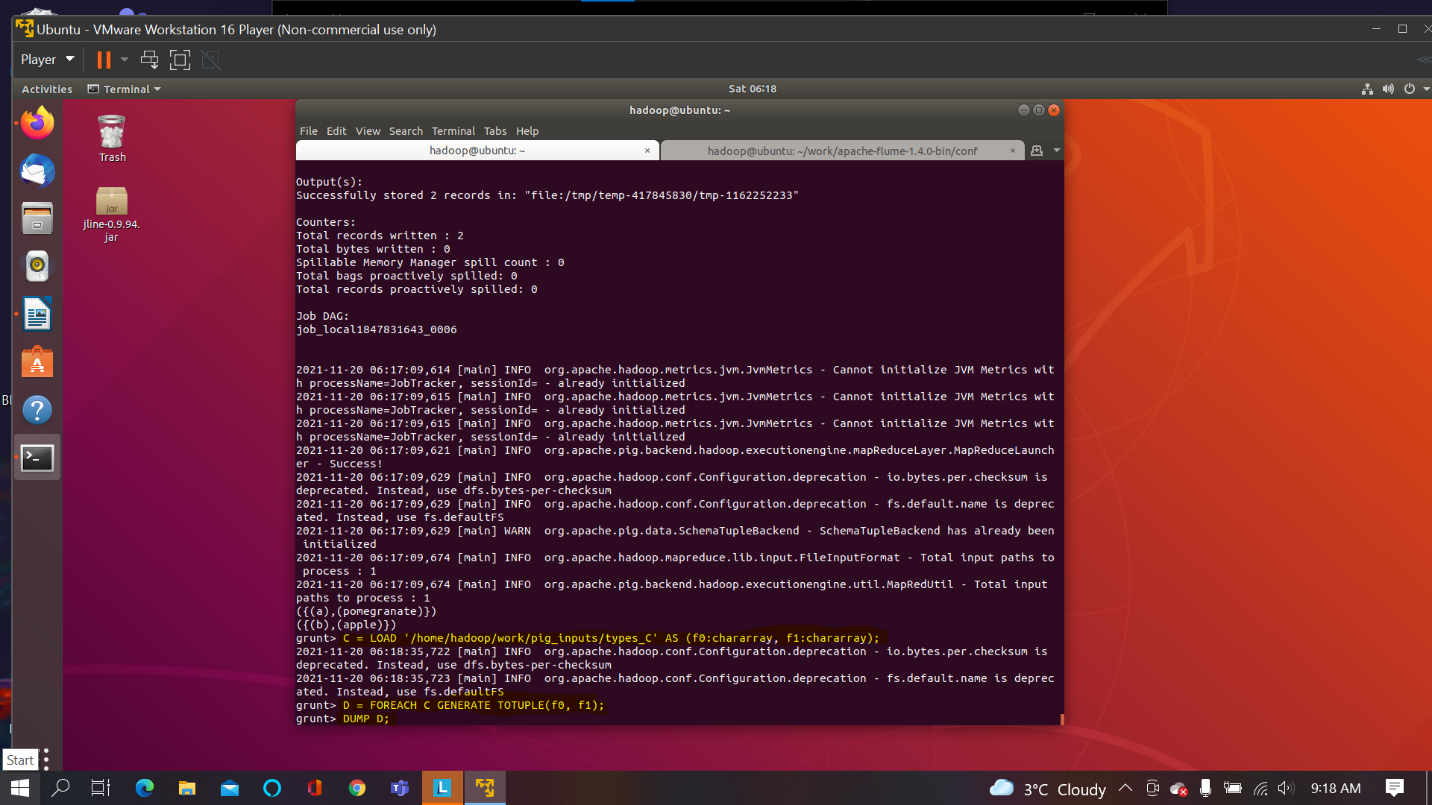 Ubuntu - VMware Workstation 16 Player (Non-commercial use only)
Player
Activities
Terminal
Sat 06:18
hadoop@ubuntu: ~
File Edit View Search Terminal Tabs Help
hadoop@ubuntu: ~ ×
hadoop@ubuntu: ~/work/apache-flume-1.4.0-bin/conf ×
Trash
jar
jline-0.9.94.
jar
Output(s):
Successfully stored 2 records in: "file:/tmp/temp-417845830/tmp-1162252233"
Counters:
Total records written : 2
Total bytes written : 0
Spillable Memory Manager spill count : 0
Total bags proactively spilled: 0
Total records proactively spilled: 0
Job DAG:
job_local1847831643_0006
2021-11-20 06:17:09,614 [main] INFO  org.apache.hadoop.metrics.jvm.JvmMetrics - Cannot initialize JVM Metrics wit
h processName=JobTracker, sessionId= - already initialized
2021-11-20 06:17:09,615 [main] INFO  org.apache.hadoop.metrics.jvm.JvmMetrics - Cannot initialize JVM Metrics wit
h processName=JobTracker, sessionId= - already initialized
2021-11-20 06:17:09,615 [main] INFO  org.apache.hadoop.metrics.jvm.JvmMetrics - Cannot initialize JVM Metrics wit
h processName=JobTracker, sessionId= - already initialized
2021-11-20 06:17:09,621 [main] INFO  org.apache.pig.backend.hadoop.executionengine.mapReduceLayer.MapReduceLaunch
er - Success!
2021-11-20 06:17:09,629 [main] INFO  org.apache.hadoop.conf.Configuration.deprecation - io.bytes.per.checksum is
deprecated. Instead, use dfs.bytes-per-checksum
2021-11-20 06:17:09,629 [main] INFO  org.apache.hadoop.conf.Configuration.deprecation - fs.default.name is deprec
ated. Instead, use fs.defaultFS
2021-11-20 06:17:09,629 [main] WARN  org.apache.pig.data.SchemaTupleBackend - SchemaTupleBackend has already been
 initialized
2021-11-20 06:17:09,674 [main] INFO  org.apache.hadoop.mapreduce.lib.input.FileInputFormat - Total input paths to
 process : 1
2021-11-20 06:17:09,674 [main] INFO  org.apache.pig.backend.hadoop.executionengine.util.MapRedUtil - Total input
paths to process : 1
({(a),(pomegranate)})
({(b),(apple)})
grunt> C = LOAD '/home/hadoop/work/pig_inputs/types_C' AS (f0:chararray, f1:chararray);
2021-11-20 06:18:35,722 [main] INFO  org.apache.hadoop.conf.Configuration.deprecation - io.bytes.per.checksum is
deprecated. Instead, use dfs.bytes-per-checksum
2021-11-20 06:18:35,723 [main] INFO  org.apache.hadoop.conf.Configuration.deprecation - fs.default.name is deprec
ated. Instead, use fs.defaultFS
grunt> D = FOREACH C GENERATE TOTUPLE(f0, f1);
grunt> DUMP D;
Start
3°C Cloudy
9:18 AM